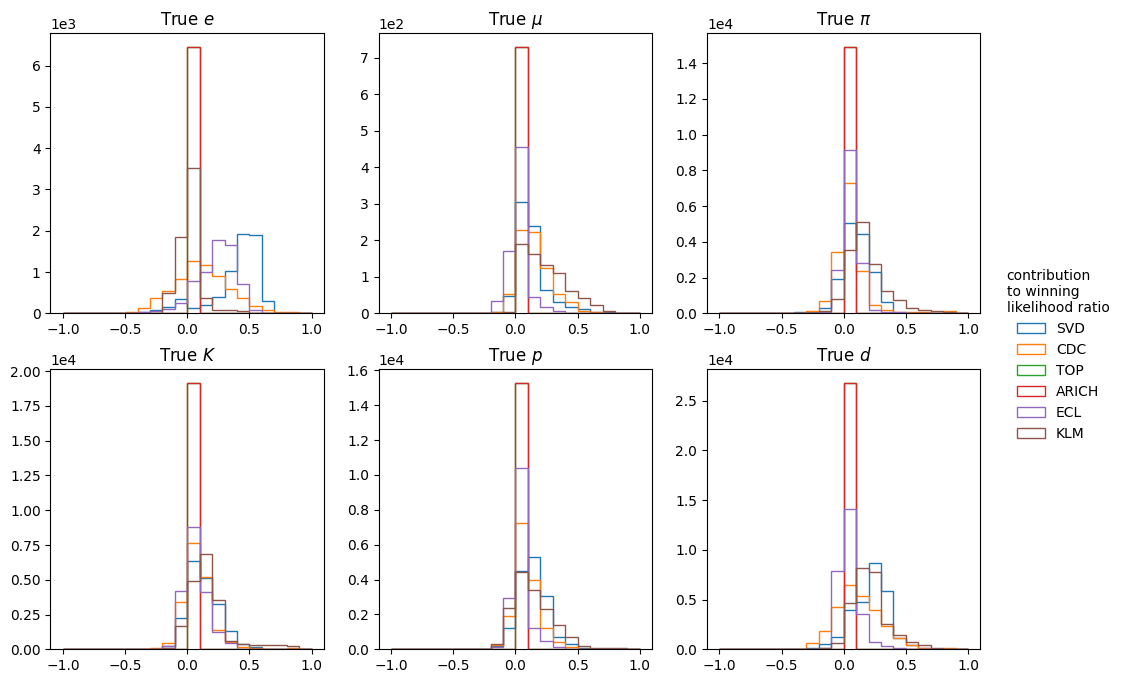 True e
1e3
6
5
4
3
2
1
0
−1.0 −0.5 0.0 0.5 1.0
True μ
1e2
7
6
5
4
3
2
1
0
−1.0 −0.5 0.0 0.5 1.0
True π
1e4
1.4
1.2
1.0
0.8
0.6
0.4
0.2
0.0
−1.0 −0.5 0.0 0.5 1.0
True K
1e4
2.00
1.75
1.50
1.25
1.00
0.75
0.50
0.25
0.00
−1.0 −0.5 0.0 0.5 1.0
True p
1e4
1.6
1.4
1.2
1.0
0.8
0.6
0.4
0.2
0.0
−1.0 −0.5 0.0 0.5 1.0
True d
1e4
2.5
2.0
1.5
1.0
0.5
0.0
−1.0 −0.5 0.0 0.5 1.0
contribution
to winning
likelihood ratio
SVD
CDC
TOP
ARICH
ECL
KLM